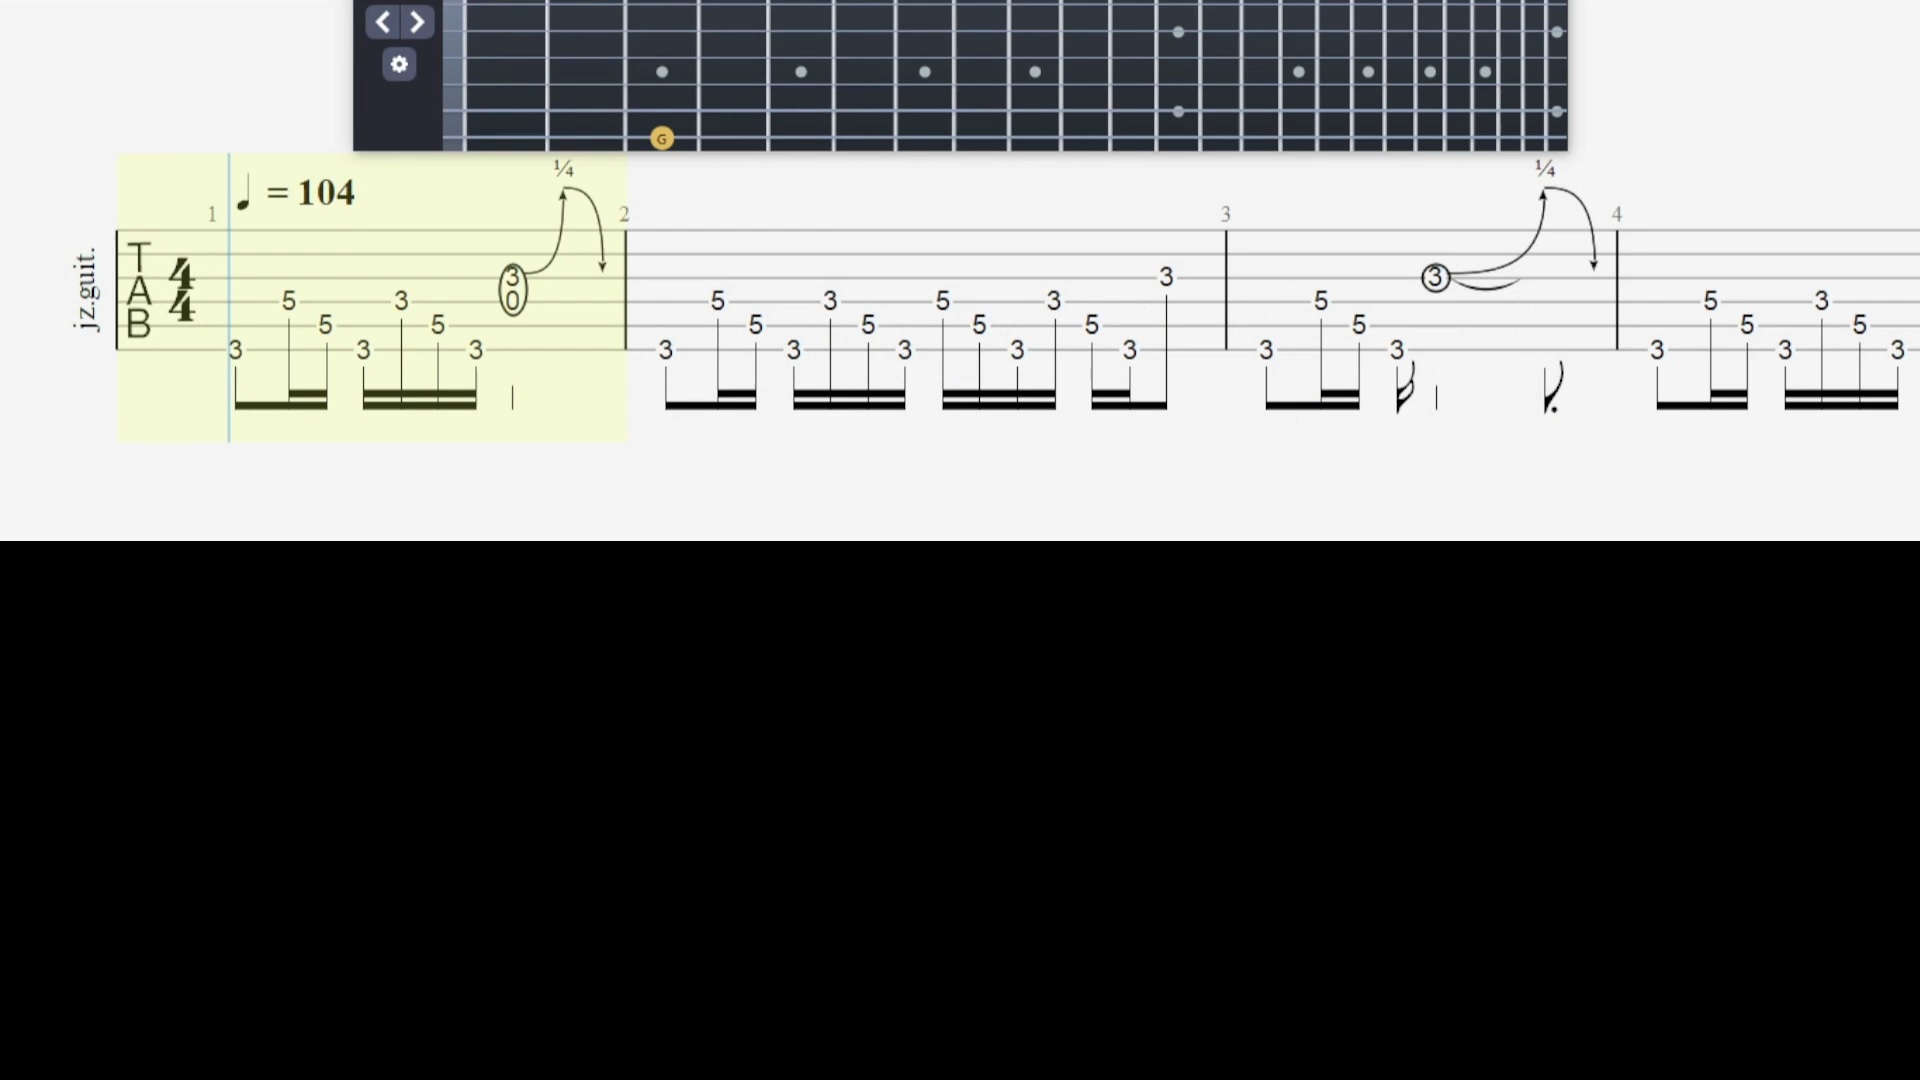 G
¼ ¼
= 104
1 2 3 4
jz.guit.
TAB
4
4
3 3
3 3
5 3 0 5 3 5 3 5 5 3
5 5 5 5 5 5 5 5 5
3 3 3 3 3 3 3 3 3 3 3 3 3